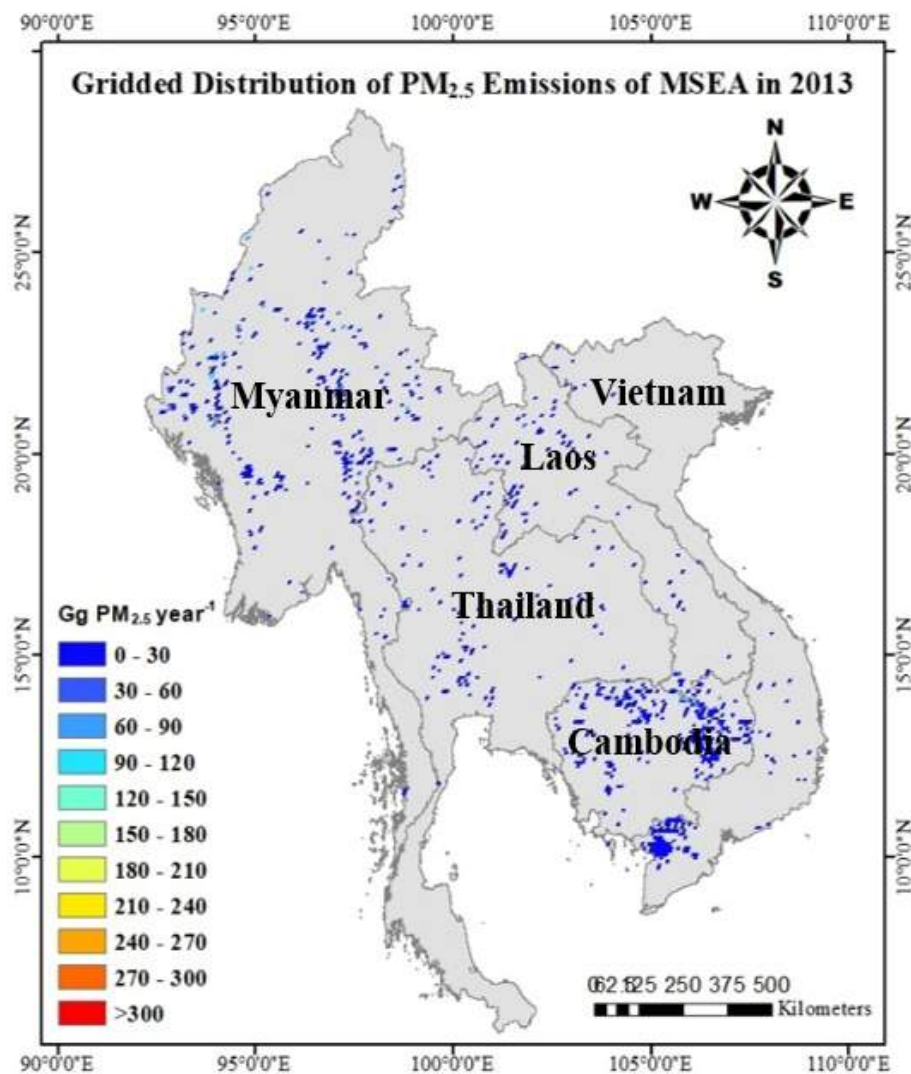 90°0'0"E 95°0'0"E 100°0'0"E 105°0'0"E 110°0'0"E
Gridded Distribution of PM2.5 Emissions of MSEA in 2013
N
W E
S
25°0'0"N 25°0'0"N
Vietnam
Myanmar
Laos
20°0'0"N 20°0'0"N
Thailand
Gg PM2.5 year-1
0 - 30
15°0'0"N 15°0'0"N
30 - 60
60 - 90
Cambodia
90 - 120
120 - 150
150 - 180
10°0'0"N 10°0'0"N
180 - 210
210 - 240
240 - 270
270 - 300
>300
250 375 500
Kilometers
90°0'0"E 95°0'0"E 100°0'0"E 105°0'0"E 110°0'0"E